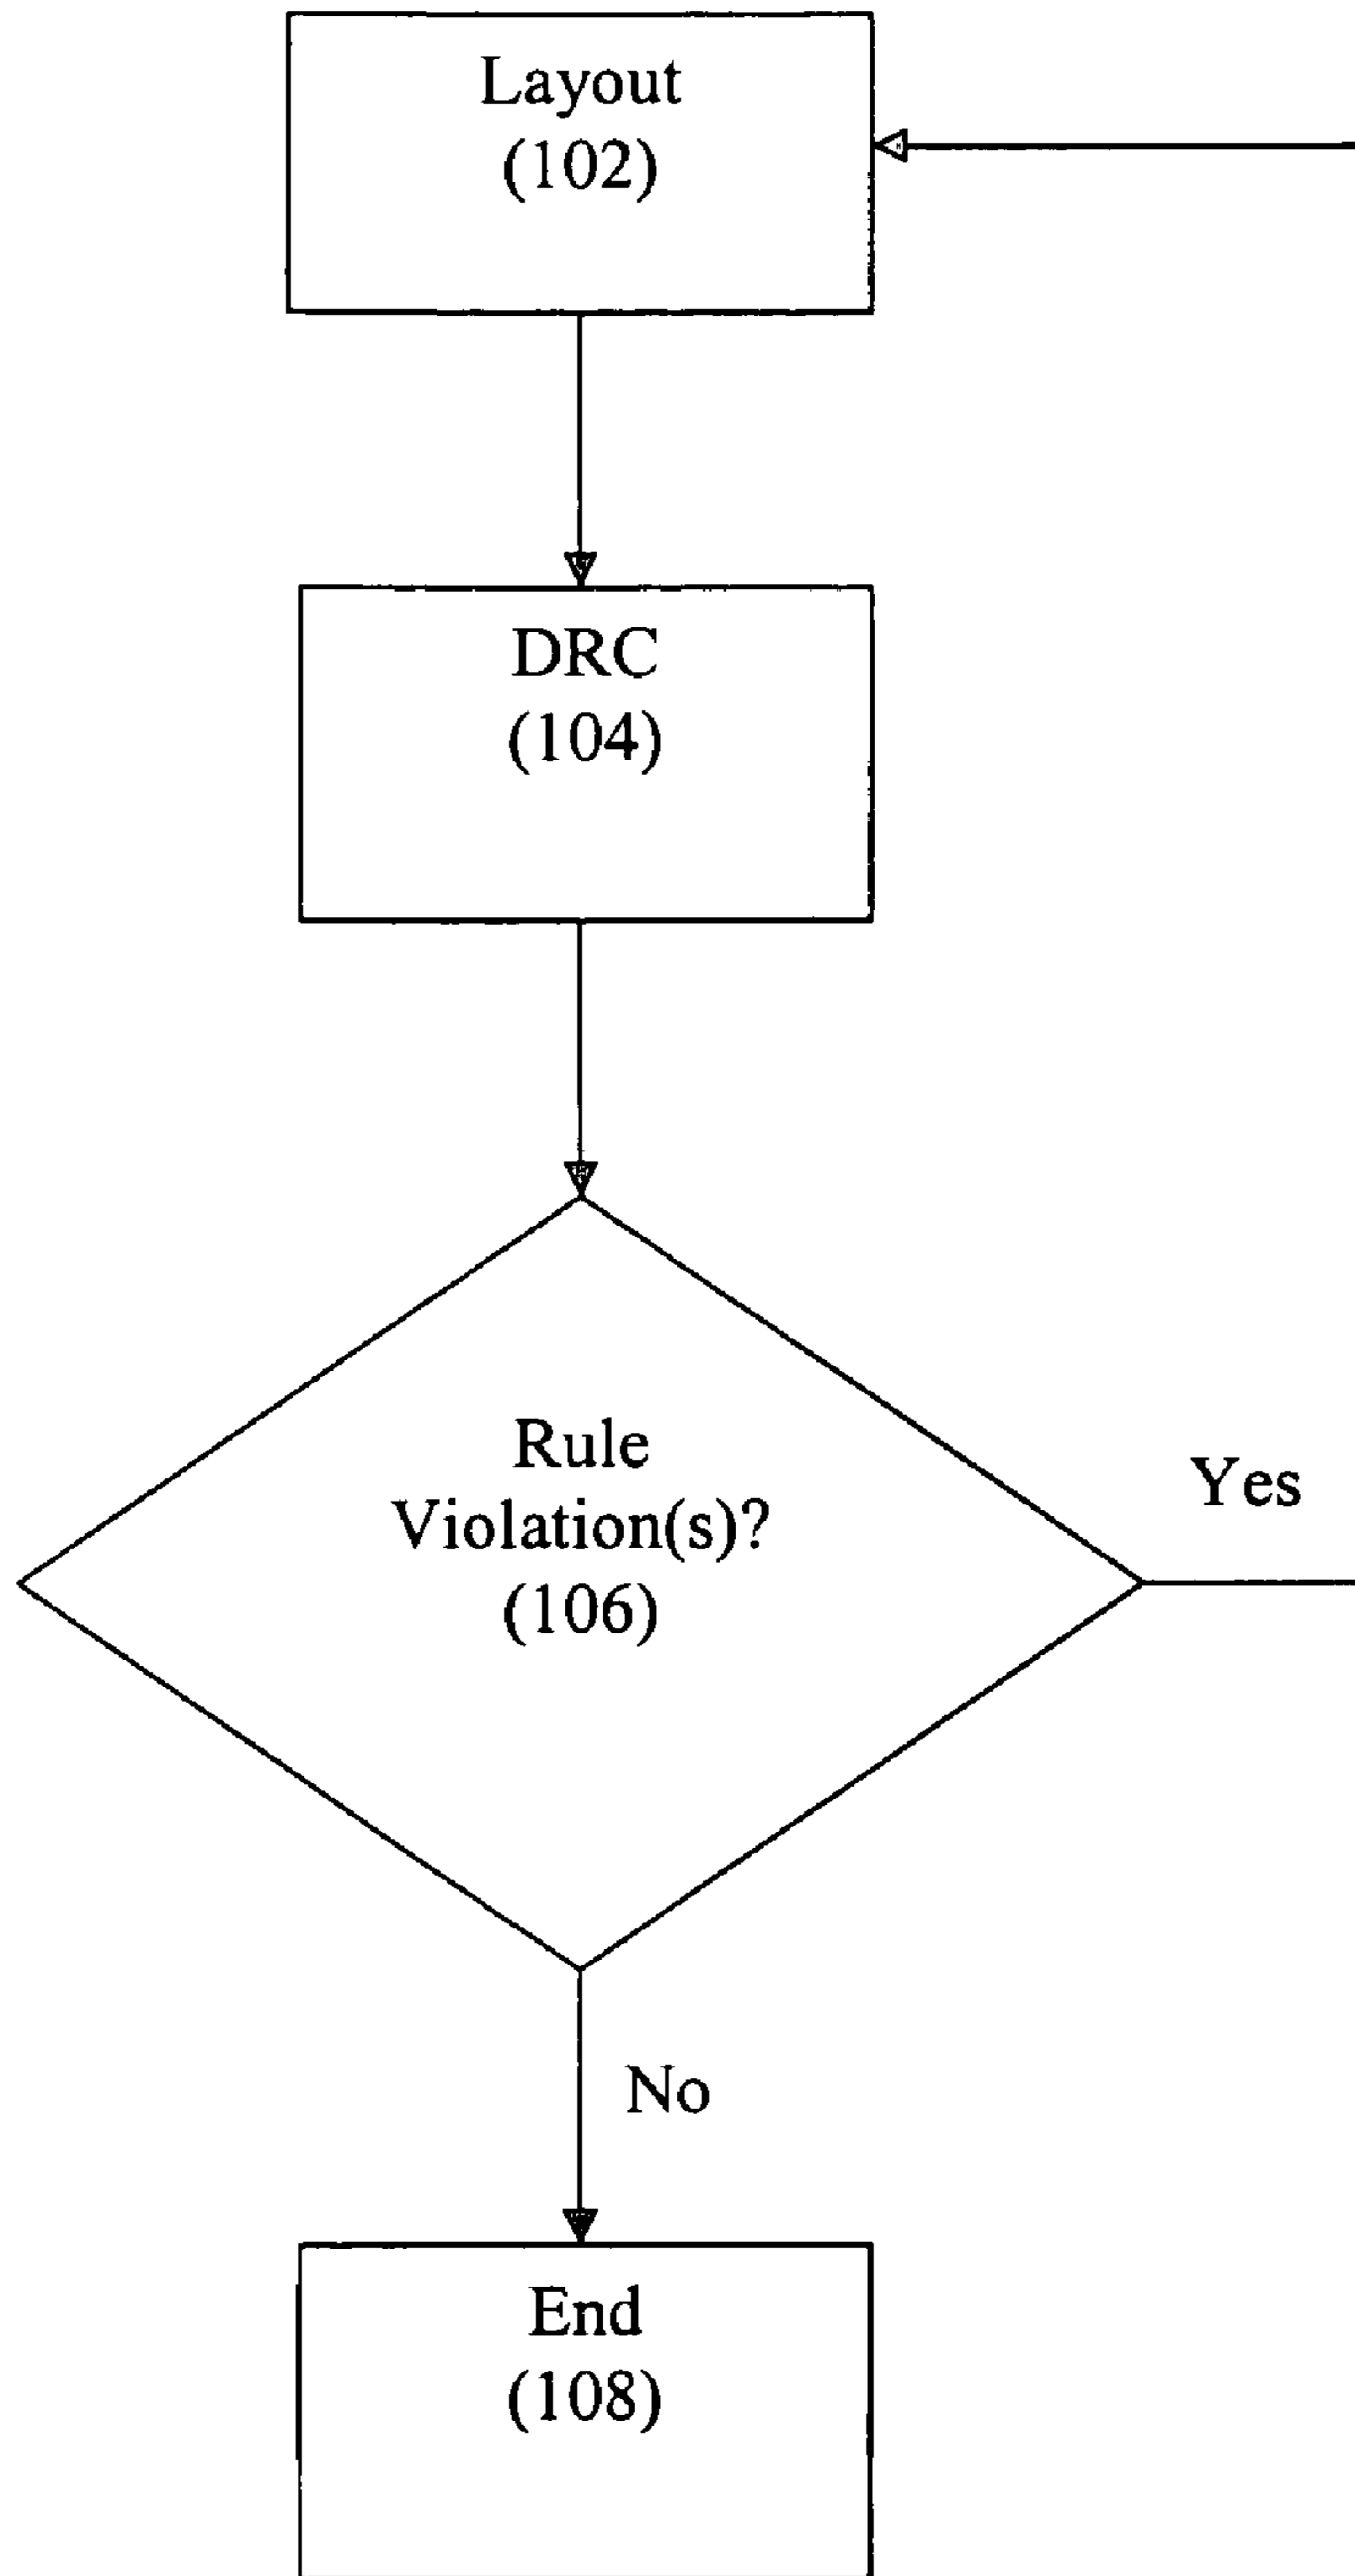 Layout
(102)
DRC
(104)
Rule
Violation(s)?
(106)
Yes
No
End
(108)